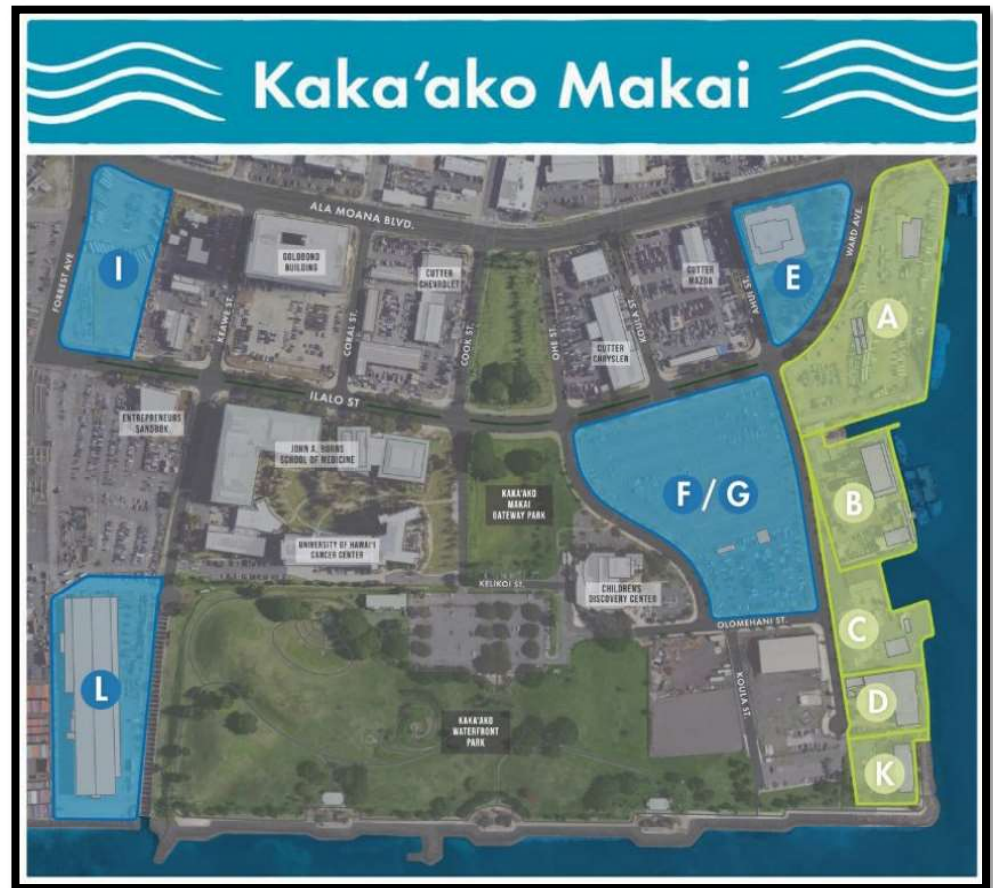 Kaka‘ako Makai
ALA MOANA BLVD.
FORREST AVE
I
GOLDBOND
BUILDING
CUTTER
CHEVROLET
CUTTER
MAZDA
E
WARD AVE.
A
KEAWE ST.
CORAL ST.
COOK ST.
OHE ST.
KOULA ST.
AHUI ST.
CUTTER
CHRYSLER
ILALO ST
ENTREPRENEURS
SANDBOX
JOHN A. BURNS
SCHOOL OF MEDICINE
KAKA'AKO
MAKAI
GATEWAY PARK
F / G
B
UNIVERSITY OF HAWAI'I
CANCER CENTER
KELIKOI ST.
CHILDRENS
DISCOVERY CENTER
OLOMEHANI ST.
C
L
KAKA'AKO
WATERFRONT
PARK
KOULA ST.
D
K